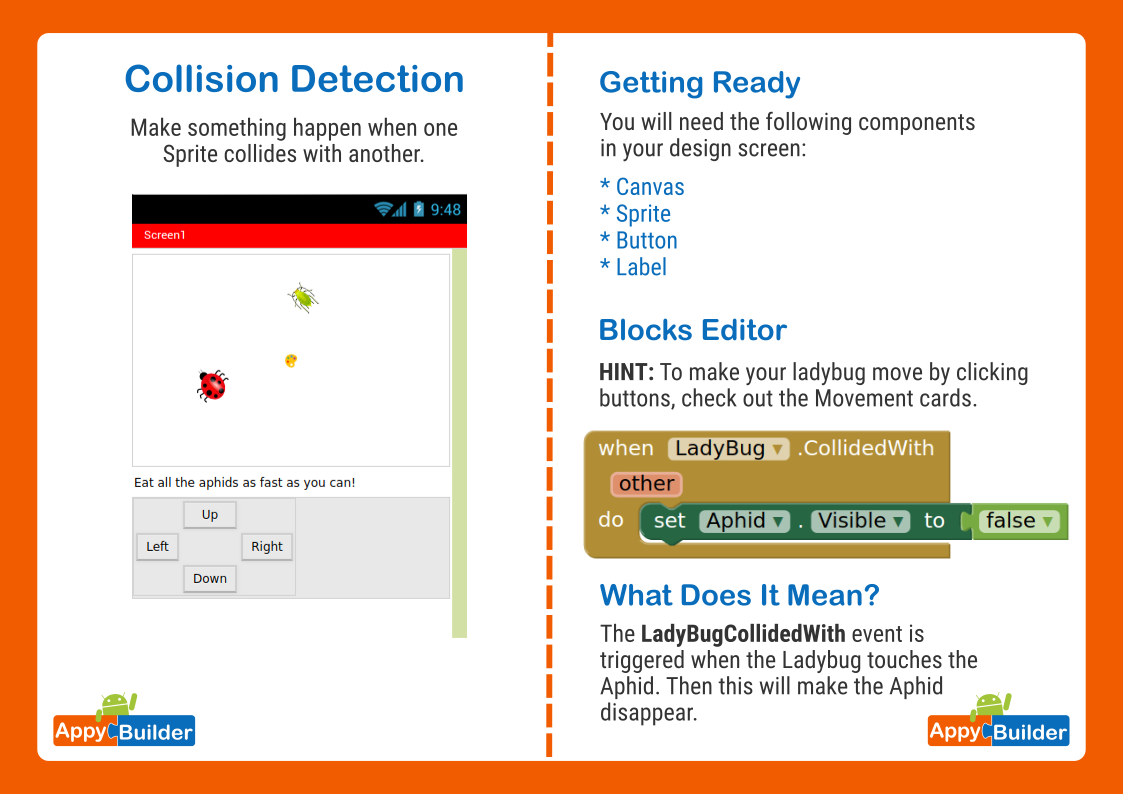 Collision Detection
Make something happen when one
Sprite collides with another.
9:48
Screen1
Eat all the aphids as fast as you can!
Up
Left
Right
Down
Appy Builder
Getting Ready
You will need the following components
in your design screen:
* Canvas
* Sprite
* Button
* Label
Blocks Editor
HINT: To make your ladybug move by clicking
buttons, check out the Movement cards.
when LadyBug ▾ .CollidedWith
other
do set Aphid ▾ . Visible ▾ to false ▾
What Does It Mean?
The LadyBugCollidedWith event is
triggered when the Ladybug touches the
Aphid. Then this will make the Aphid
disappear.
Appy Builder